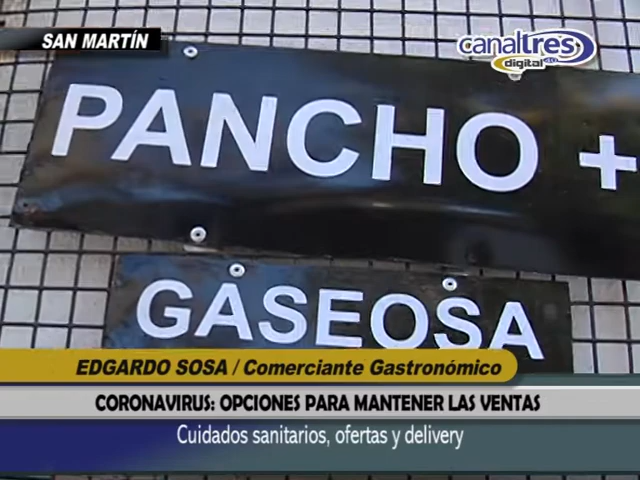 SAN MARTÍN
canaltres
digital
PANCHO +
GASEOSA
EDGARDO SOSA / Comerciante Gastronómico
CORONAVIRUS: OPCIONES PARA MANTENER LAS VENTAS
Cuidados sanitarios, ofertas y delivery